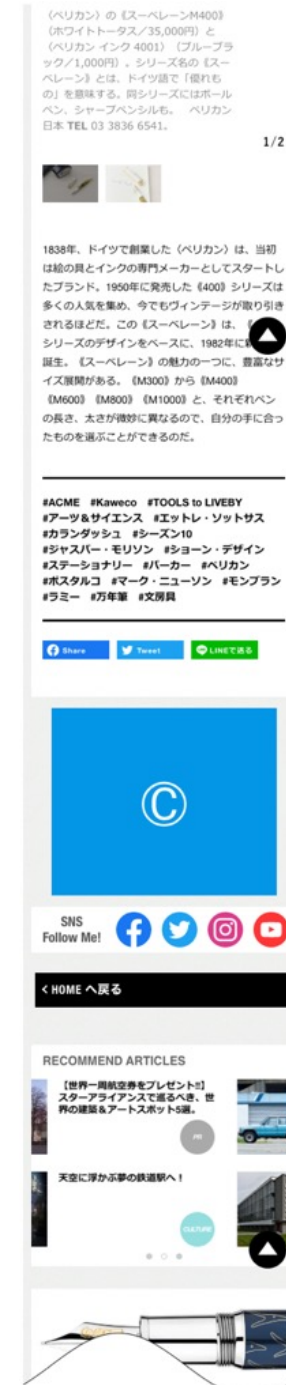 〈ペリカン〉の《スーベレーンM400》
（ホワイトトータス／35,000円）と
〈ペリカン インク 4001〉（ブルーブラ
ック／1,000円）。シリーズ名の《スー
ベレーン》とは、ドイツ語で「優れも
の」を意味する。同シリーズにはボール
ペン、シャープペンシルも。 ペリカン
日本 TEL 03 3836 6541。
1/2
1838年、ドイツで創業した〈ペリカン〉は、当初
は絵の具とインクの専門メーカーとしてスタートし
たブランド。1950年に発売した《400》シリーズは
多くの人気を集め、今でもヴィンテージが取り引き
されるほどだ。この《スーベレーン》は、
シリーズのデザインをベースに、1982年に
誕生。《スーベレーン》の魅力の一つに、豊富なサ
イズ展開がある。《M300》から《M400》
《M600》《M800》《M1000》と、それぞれペン
の長さ、太さが微妙に異なるので、自分の手に合っ
たものを選ぶことができるのだ。
#ACME #Kaweco #TOOLS to LIVEBY
#アーツ&サイエンス #エットレ・ソットサス
#カランダッシュ #シーズン10
#ジャスパー・モリソン #ショーン・デザイン
#ステーショナリー #パーカー #ペリカン
#ポスタルコ #マーク・ニューソン #モンブラン
#ラミー #万年筆 #文房具
Share
Tweet
LINEで送る
©
SNS
Follow Me!
< HOME へ戻る
RECOMMEND ARTICLES
【世界一周航空券をプレゼント!!】
スターアライアンスで巡るべき、世
界の建築&アートスポット5選。
PR
天空に浮かぶ夢の鉄道駅へ！
CULTURE